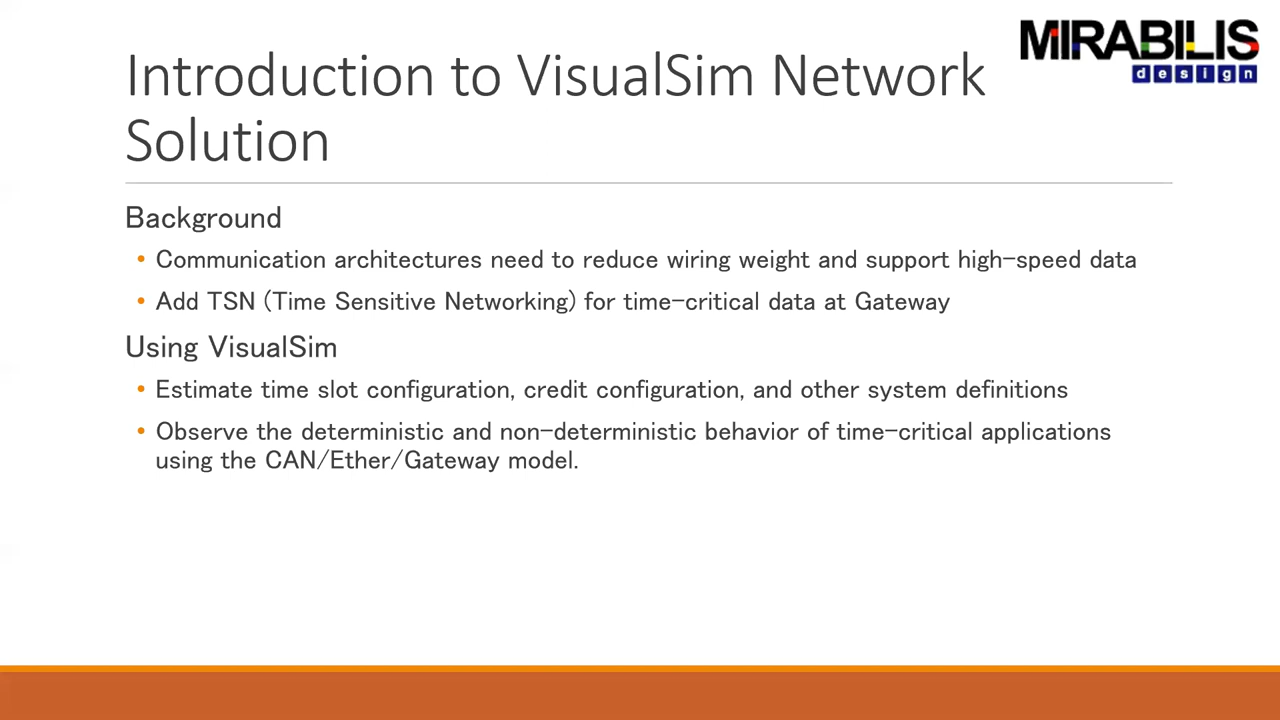 MIRABILIS
design
Introduction to VisualSim Network
Solution
Background
• Communication architectures need to reduce wiring weight and support high-speed data
• Add TSN (Time Sensitive Networking) for time-critical data at Gateway
Using VisualSim
• Estimate time slot configuration, credit configuration, and other system definitions
• Observe the deterministic and non-deterministic behavior of time-critical applications
using the CAN/Ether/Gateway model.